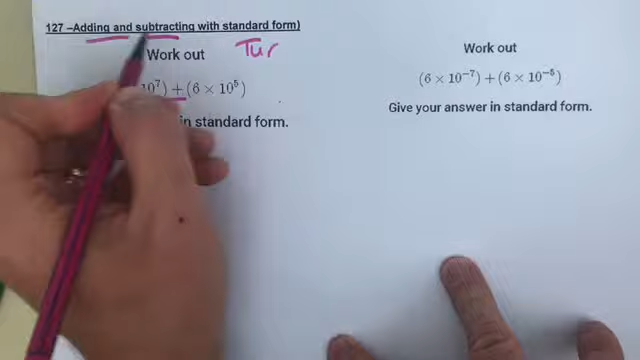 127 –Adding and subtracting with standard form)
Work out
Tur
10⁷) + (6 × 10⁵)
in standard form.
Work out
(6 × 10⁻⁷) + (6 × 10⁻⁵)
Give your answer in standard form.